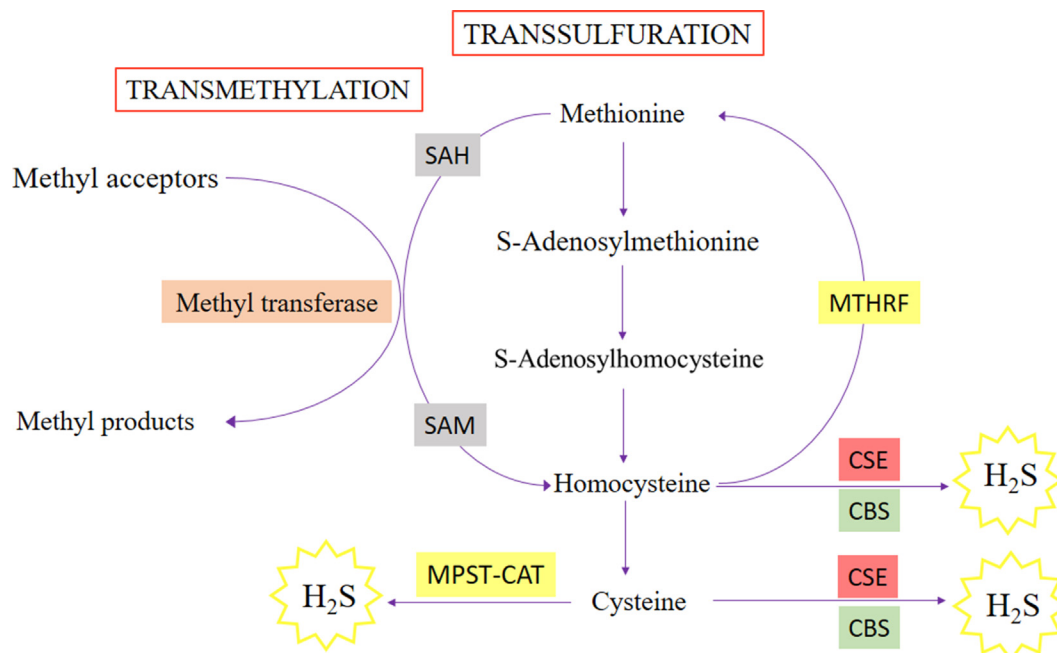 TRANSSULFURATION
TRANSMETHYLATION
Methionine
SAH
Methyl acceptors
S-Adenosylmethionine
Methyl transferase
MTHRF
S-Adenosylhomocysteine
Methyl products
SAM
CSE
Homocysteine
H₂S
CBS
MPST-CAT
CSE
H₂S
Cysteine
H₂S
CBS